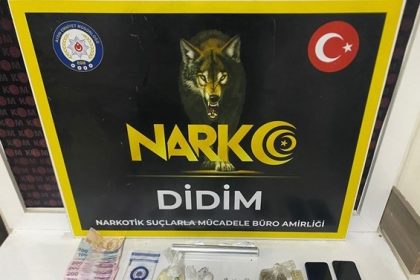 NARKO
DİDİM
NARKOTİK SUÇLARLA MÜCADELE BÜRO AMİRLİĞİ